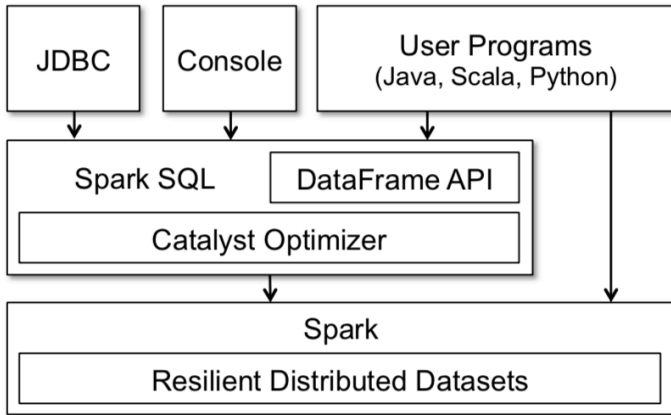 JDBC
Console
User Programs
(Java, Scala, Python)
Spark SQL
DataFrame API
Catalyst Optimizer
Spark
Resilient Distributed Datasets